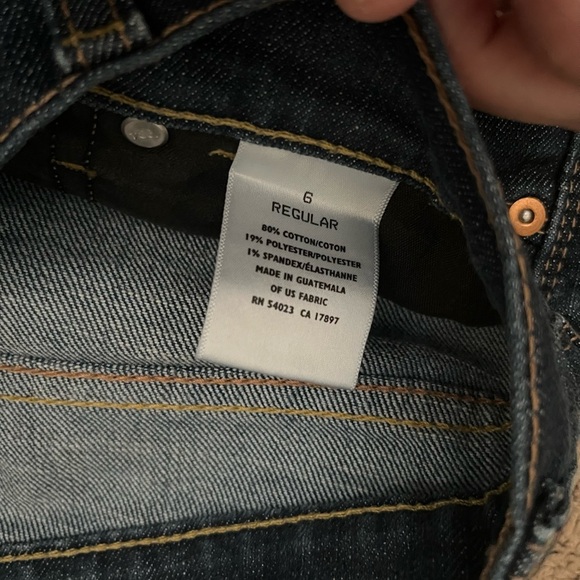 6
REGULAR
80% COTTON/COTON
19% POLYESTER/POLYESTER
1% SPANDEX/ÉLASTHANNE
MADE IN GUATEMALA
OF US FABRIC
RN 54023 CA 17897